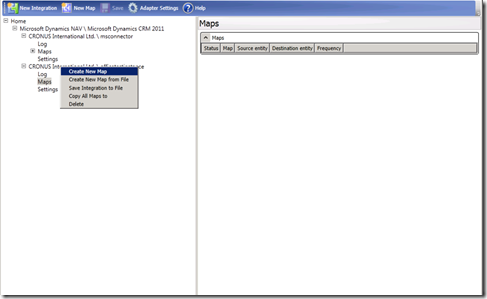 New Integration New Map Save Adapter Settings Help
Home
Microsoft Dynamics NAV \ Microsoft Dynamics CRM 2011
CRONUS International Ltd. \ msconnector
Log
Maps
Settings
CRONUS International
Log
Maps
Settings
Create New Map
Create New Map from File
Save Integration to File
Copy All Maps to
Delete
Maps
Maps
Status Map Source entity Destination entity Frequency